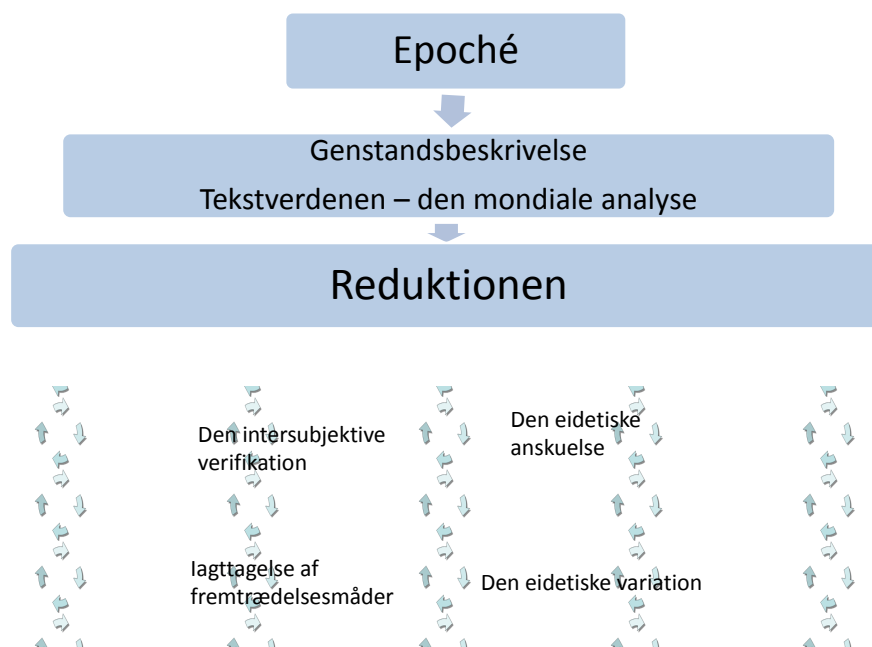 Epoché
Genstandsbeskrivelse
Tekstverdenen – den mondiale analyse
Reduktionen
Den intersubjektive
verifikation
Den eidetiske
anskuelse
Iagttagelse af
fremtrædelsesmåder
Den eidetiske variation